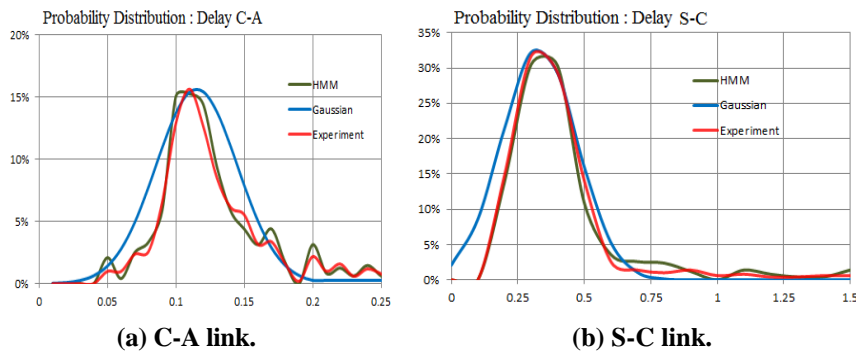 Probability Distribution : Delay C-A
20%
15%
10%
5%
0%
0
0.05
0.1
0.15
0.2
0.25
HMM
Gaussian
Experiment
(a) C-A link.
Probability Distribution : Delay S-C
35%
30%
25%
20%
15%
10%
5%
0%
0
0.25
0.5
0.75
1
1.25
1.5
HMM
Gaussian
Experiment
(b) S-C link.